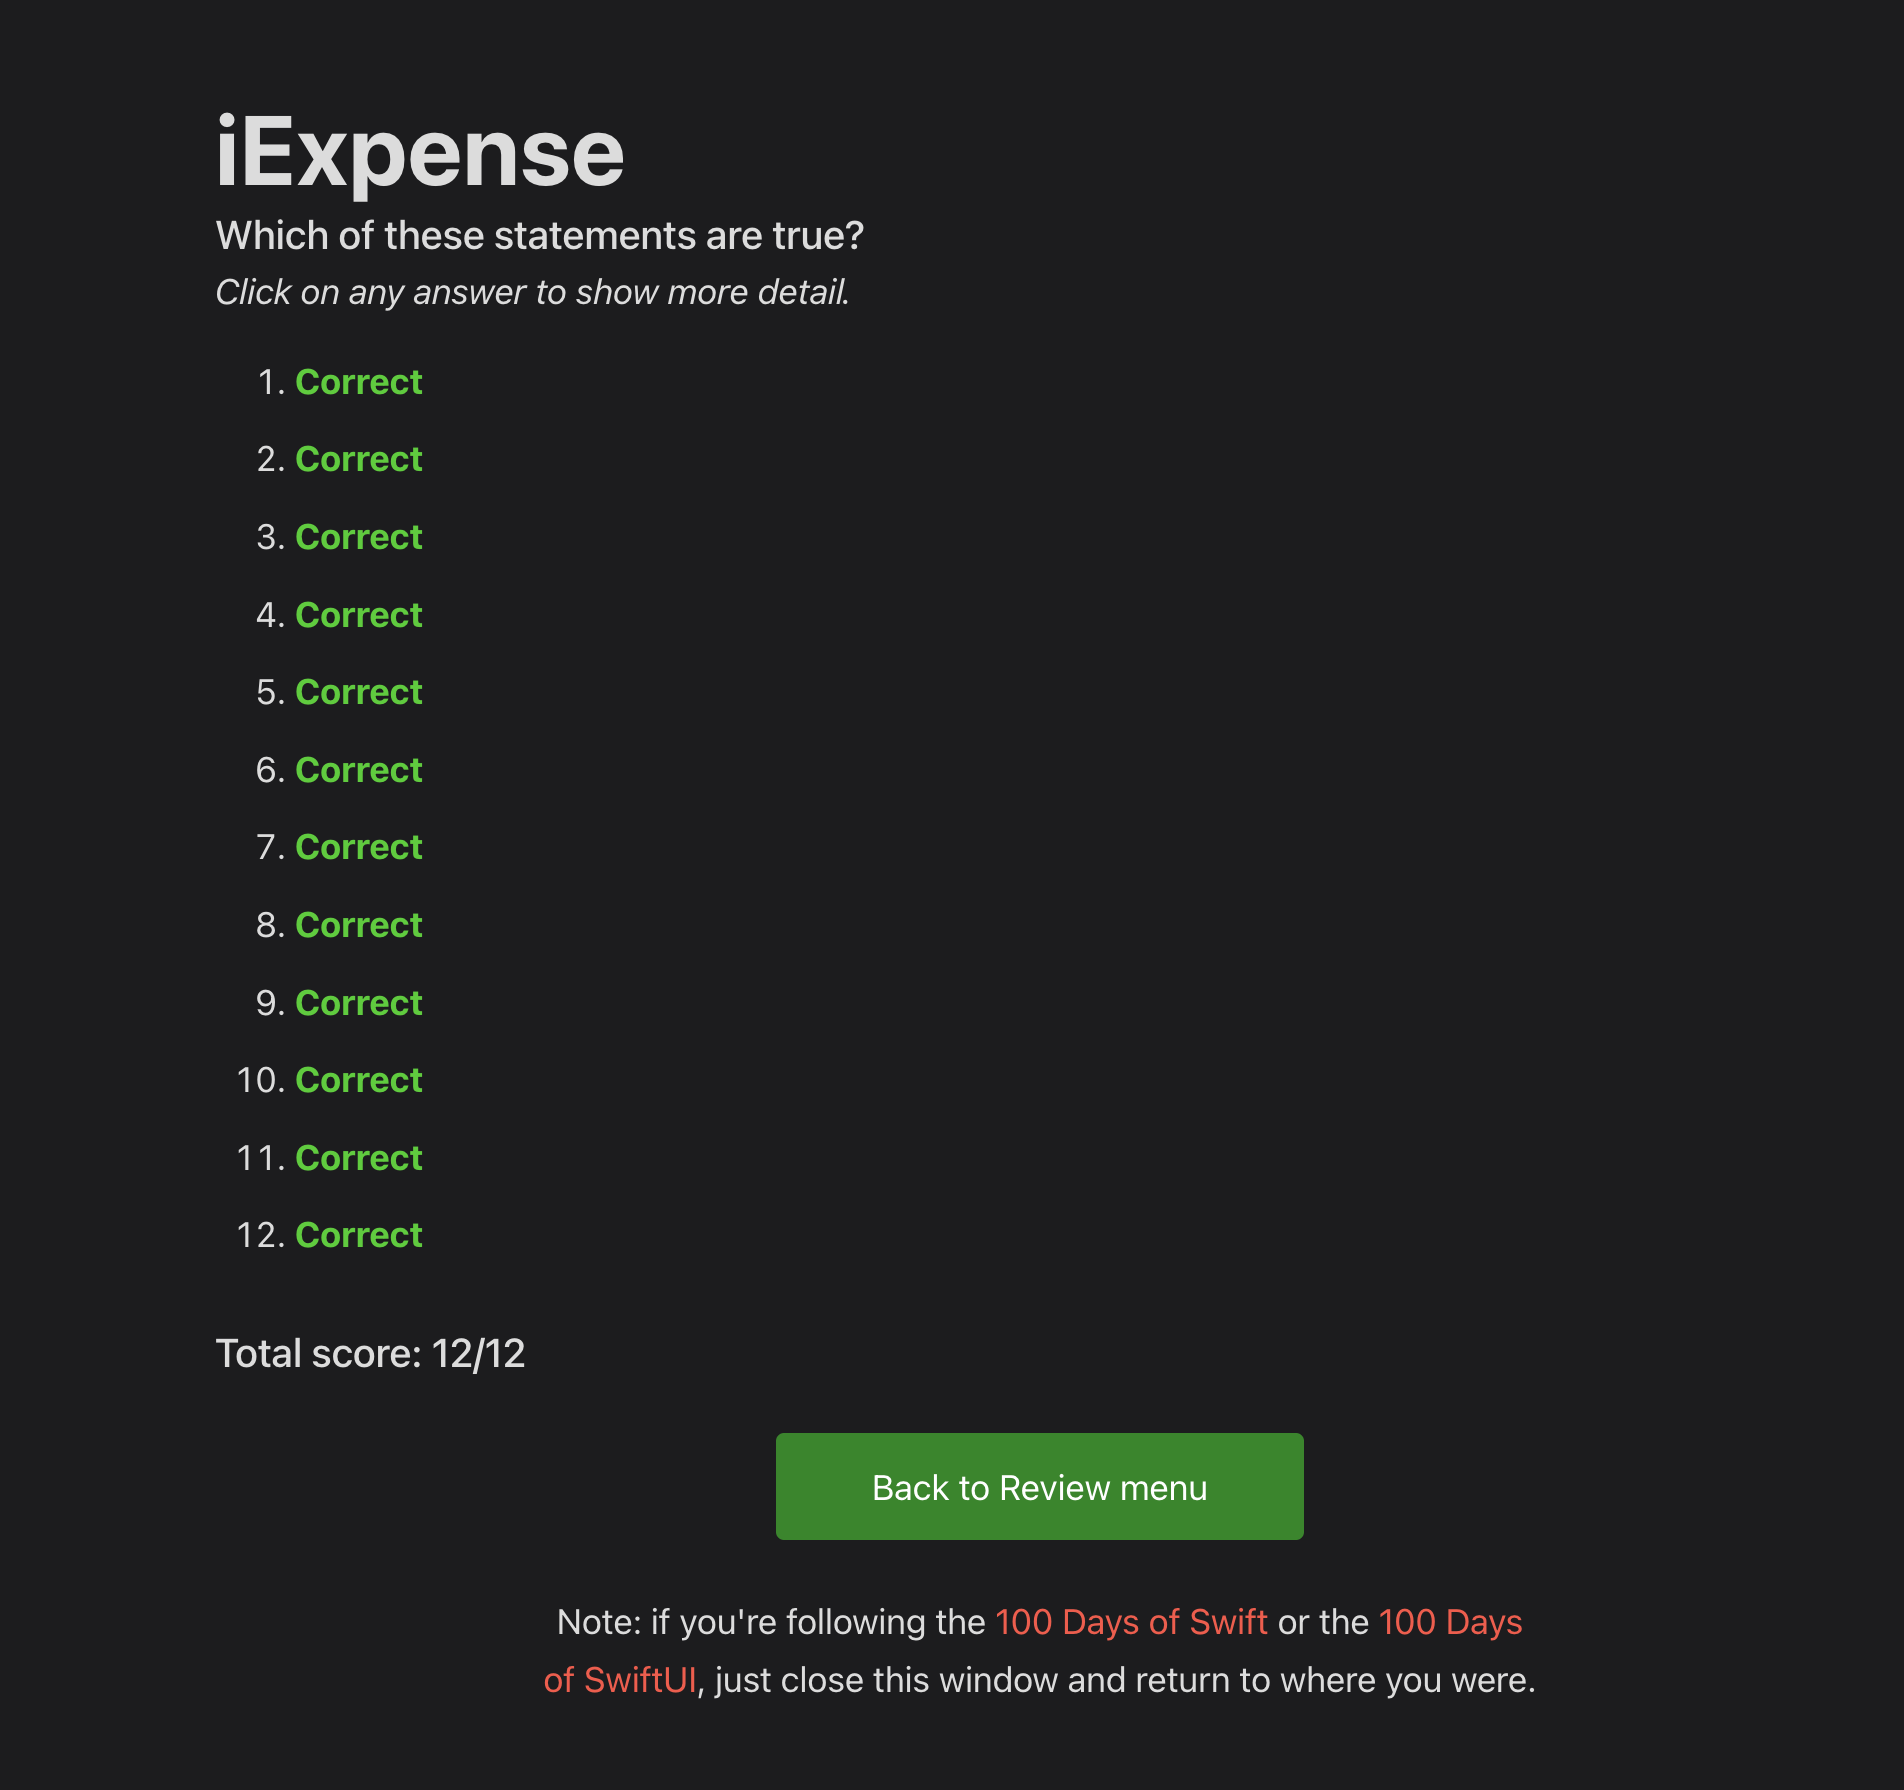 iExpense
Which of these statements are true?
Click on any answer to show more detail.
1. Correct
2. Correct
3. Correct
4. Correct
5. Correct
6. Correct
7. Correct
8. Correct
9. Correct
10. Correct
11. Correct
12. Correct
Total score: 12/12
Back to Review menu
Note: if you're following the 100 Days of Swift or the 100 Days
of SwiftUI, just close this window and return to where you were.